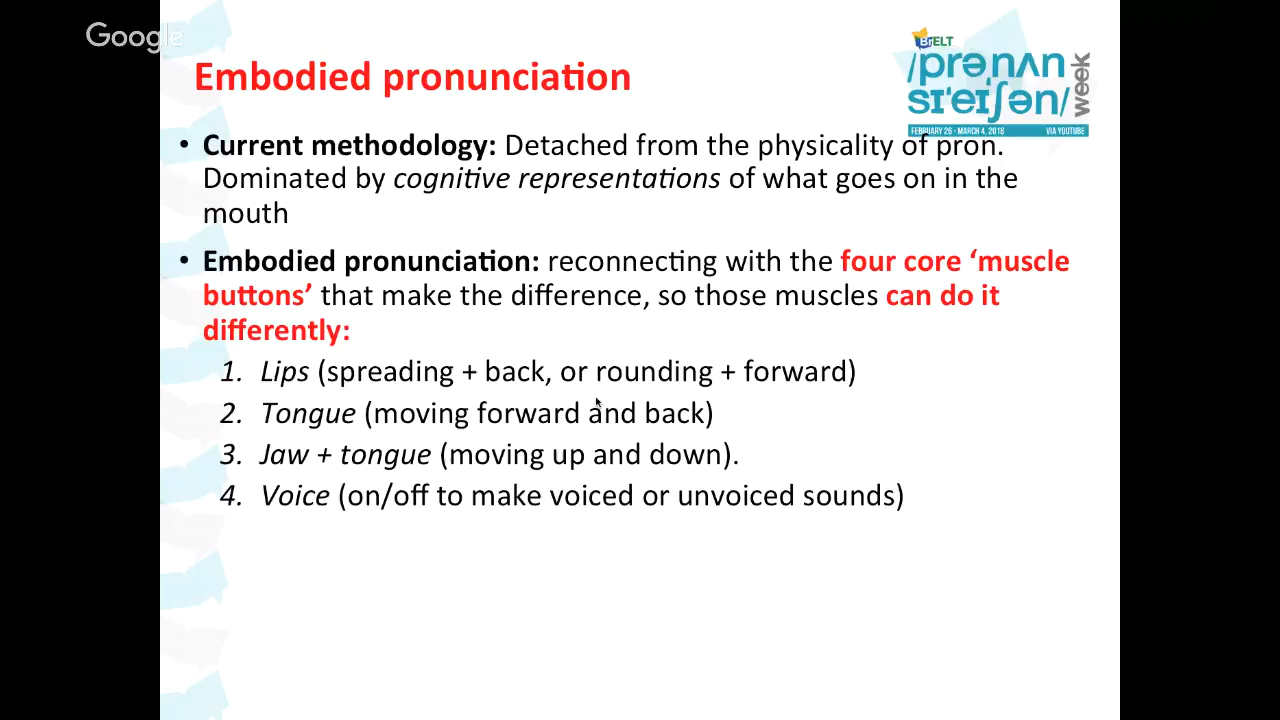 Google
BrELT
/prəˌnʌn
sɪˈeɪʃən/
week
FEBRUARY 26 - MARCH 4, 2018 VIA YOUTUBE
Embodied pronunciation
• Current methodology: Detached from the physicality of pron.
Dominated by cognitive representations of what goes on in the
mouth
• Embodied pronunciation: reconnecting with the four core ‘muscle
buttons’ that make the difference, so those muscles can do it
differently:
1. Lips (spreading + back, or rounding + forward)
2. Tongue (moving forward and back)
3. Jaw + tongue (moving up and down).
4. Voice (on/off to make voiced or unvoiced sounds)